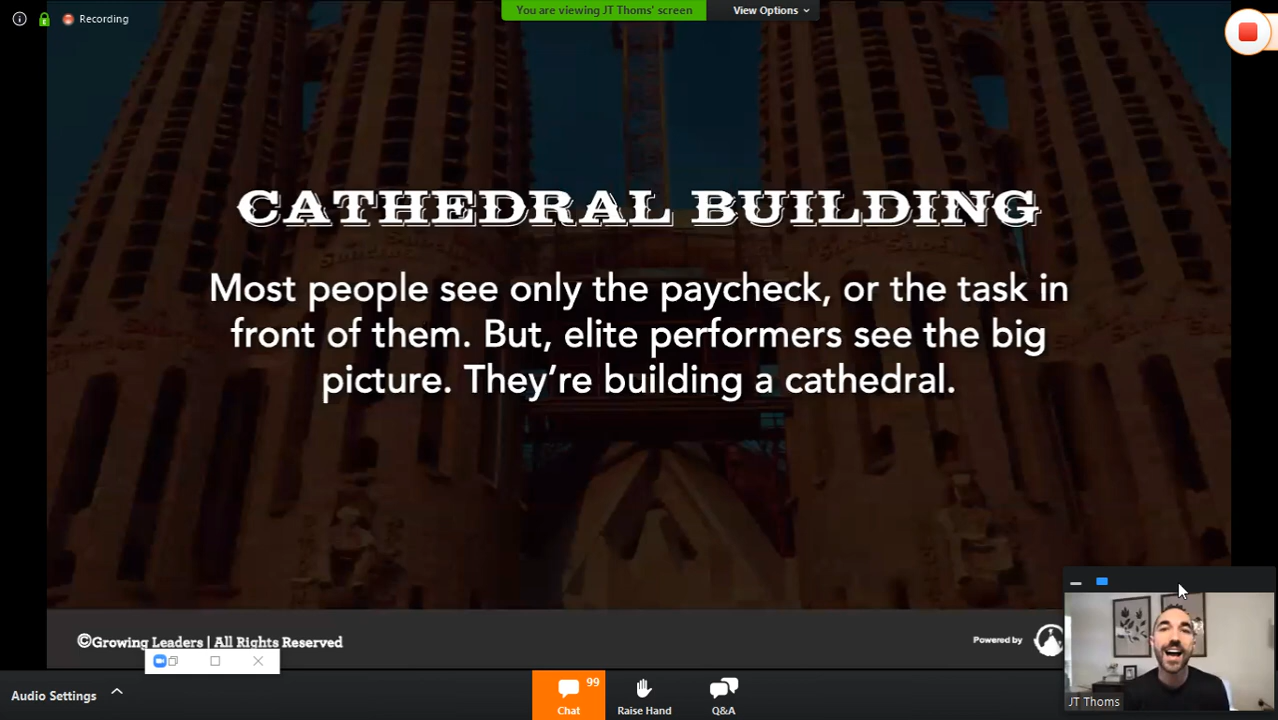 Recording
You are viewing JT Thoms' screen
View Options
CATHEDRAL BUILDING
Most people see only the paycheck, or the task in
front of them. But, elite performers see the big
picture. They're building a cathedral.
©Growing Leaders | All Rights Reserved
Powered by
JT Thoms
Audio Settings
99
Chat
Raise Hand
Q&A